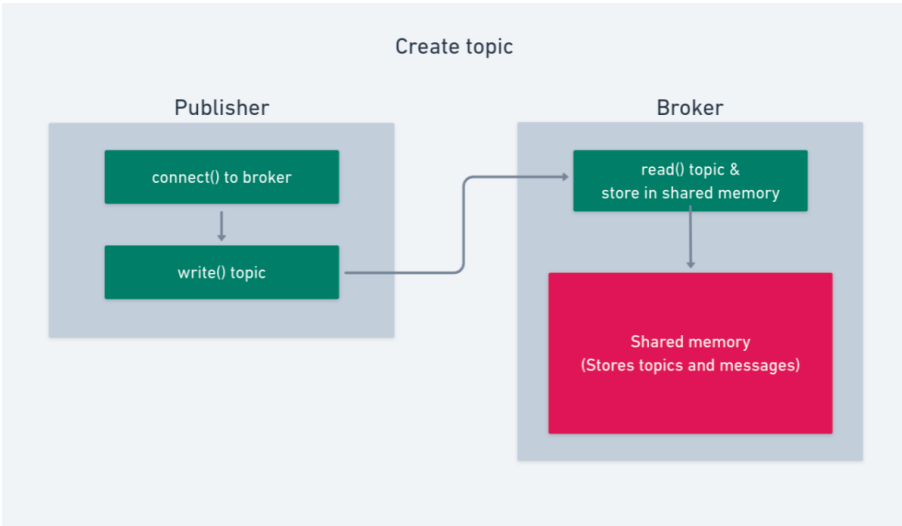 Create topic
Publisher
connect() to broker
write() topic
Broker
read() topic &
store in shared memory
Shared memory
(Stores topics and messages)